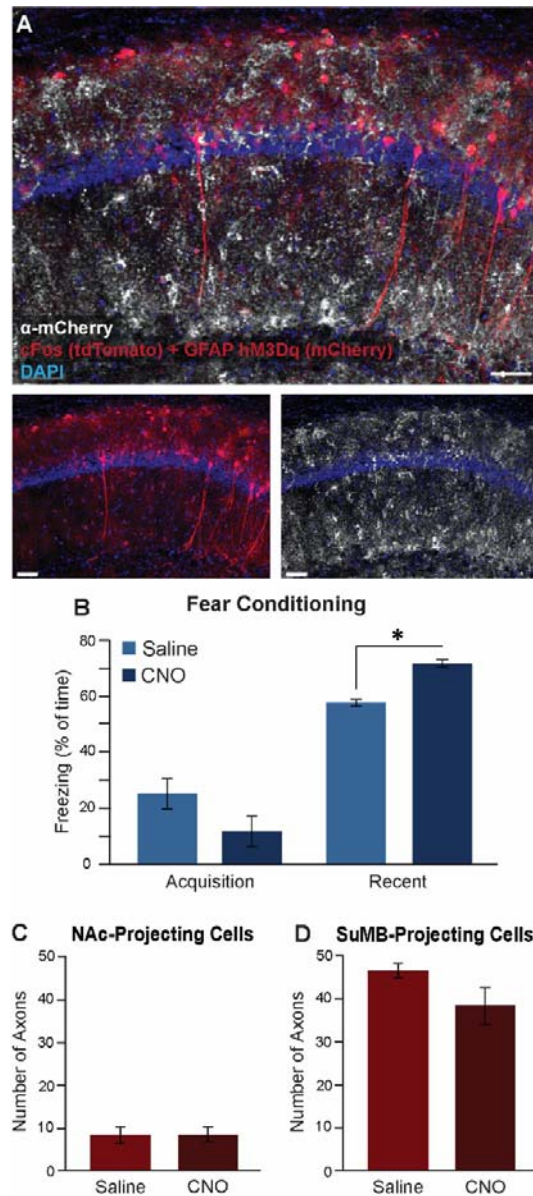 A
α-mCherry
cFos (tdTomato) + GFAP hM3Dq (mCherry)
DAPI
B
Fear Conditioning
Saline
CNO
*
Freezing (% of time)
80
60
40
20
0
Acquisition
Recent
C
NAc-Projecting Cells
Number of Axons
50
40
30
20
10
0
Saline
CNO
D
SuMB-Projecting Cells
Number of Axons
50
40
30
20
10
0
Saline
CNO